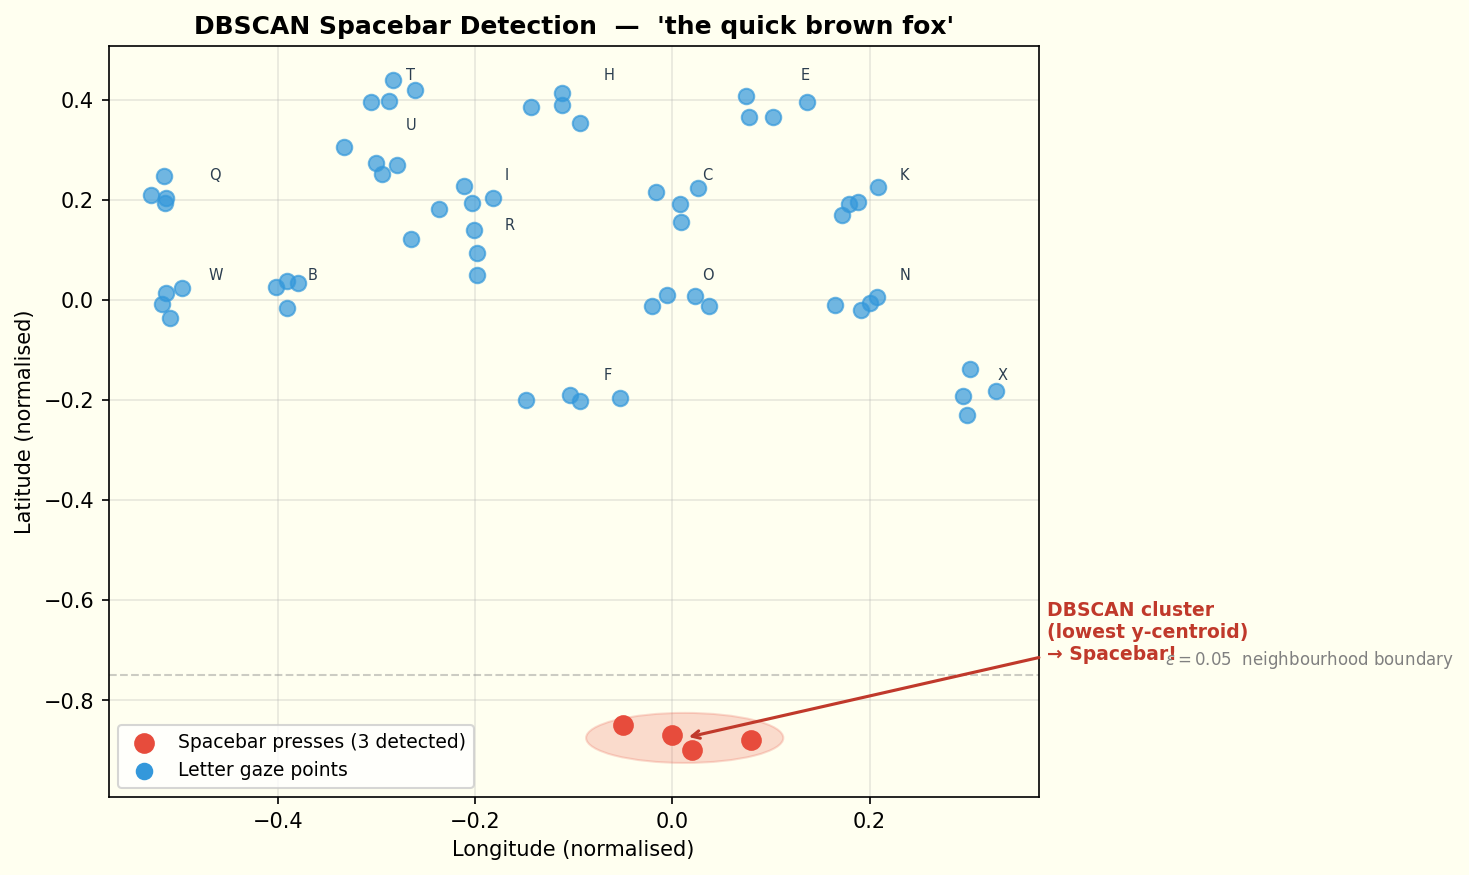 DBSCAN Spacebar Detection — 'the quick brown fox'
T
H
E
U
Q
I
C
K
R
W
B
O
N
F
X
0.4
0.2
0.0
−0.2
−0.4
−0.6
−0.8
Latitude (normalised)
DBSCAN cluster
(lowest y-centroid)
→ Spacebar!
ε = 0.05 neighbourhood boundary
Spacebar presses (3 detected)
Letter gaze points
−0.4
−0.2
0.0
0.2
Longitude (normalised)